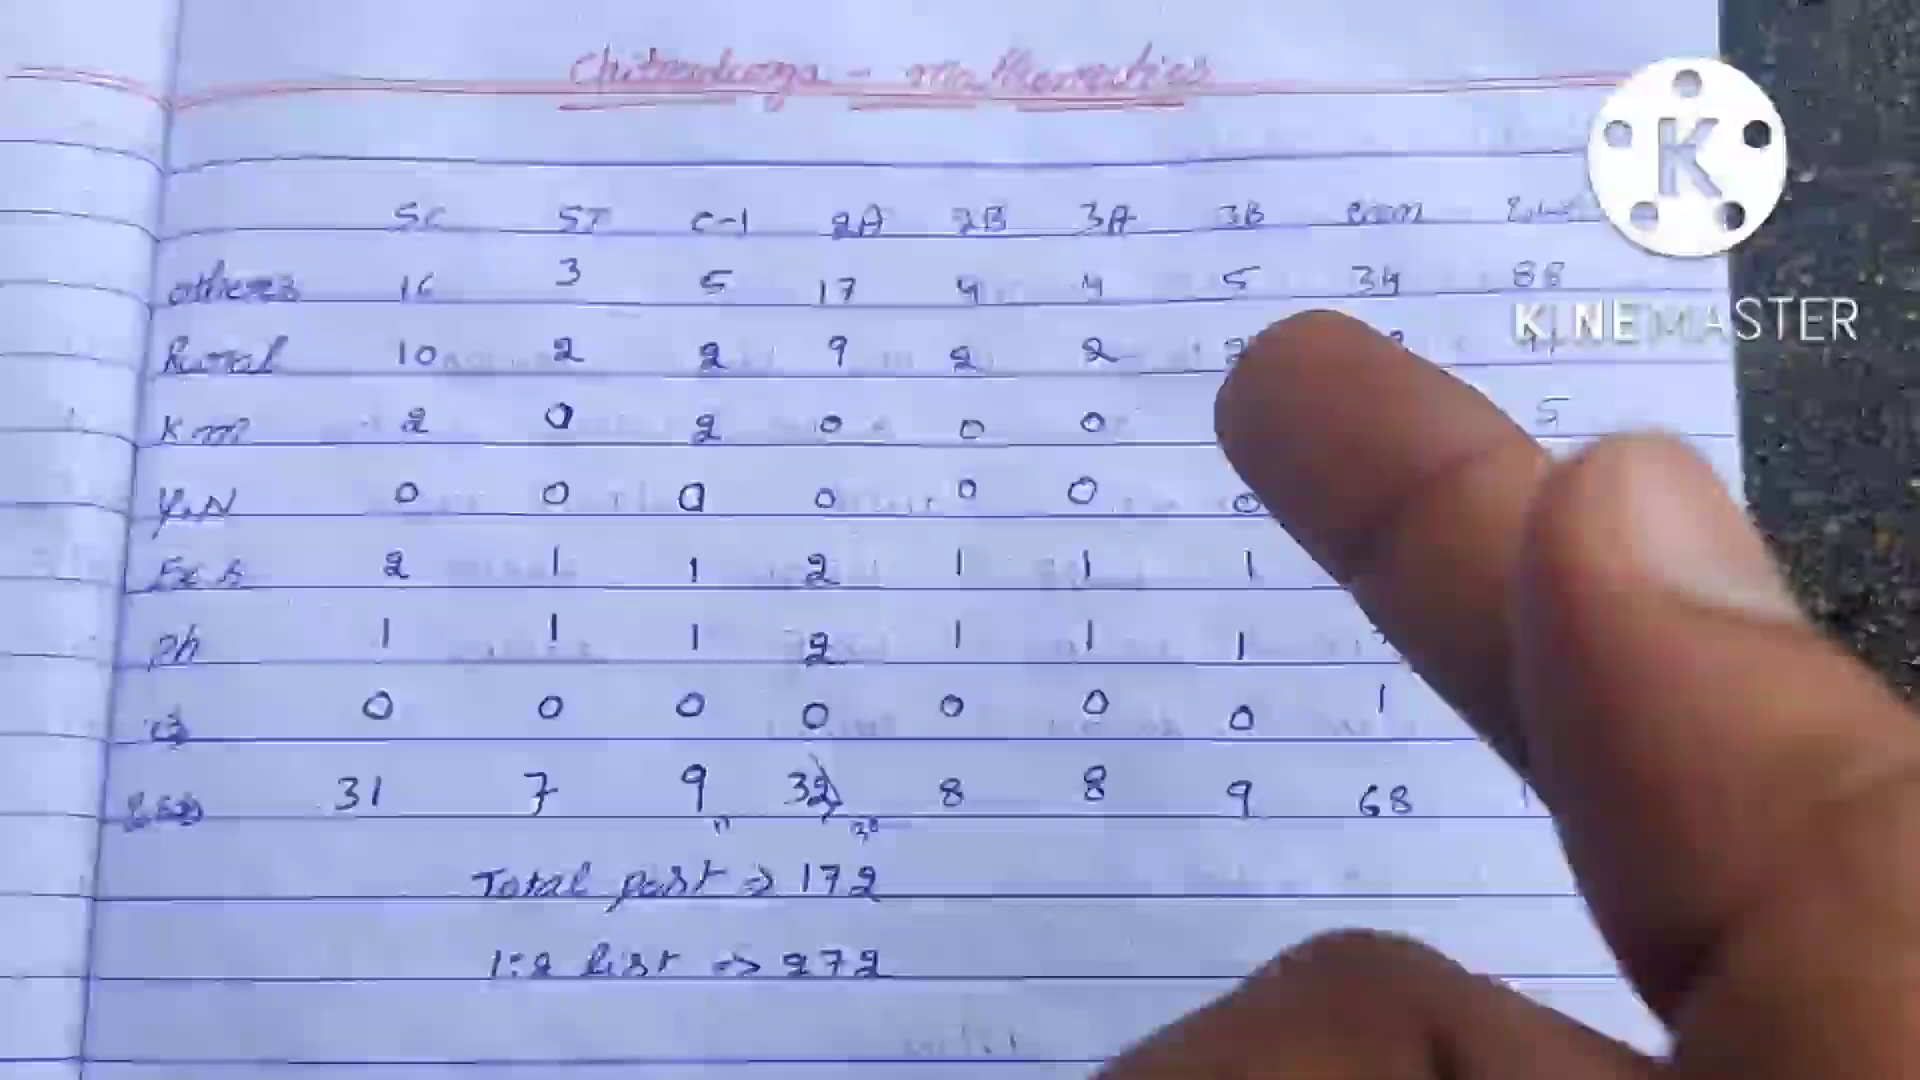 Chitradurga - mathematics
K
SC ST C-1 2A 2B 3A 3B
others 16 3 5 17 4 4 5 34 88
KINEMASTER
Rural 10 2 2 9 2 2 2
Km 2 0 2 0 0 0 5
0 0 0 0 0 0 0
2 1 1 2 1 1 1
ph 1 1 1 2 1 1 1
0 0 0 0 0 0 0 1
31 7 9 32 8 8 9 68
11 30
Total post => 172
1:2 list => 272